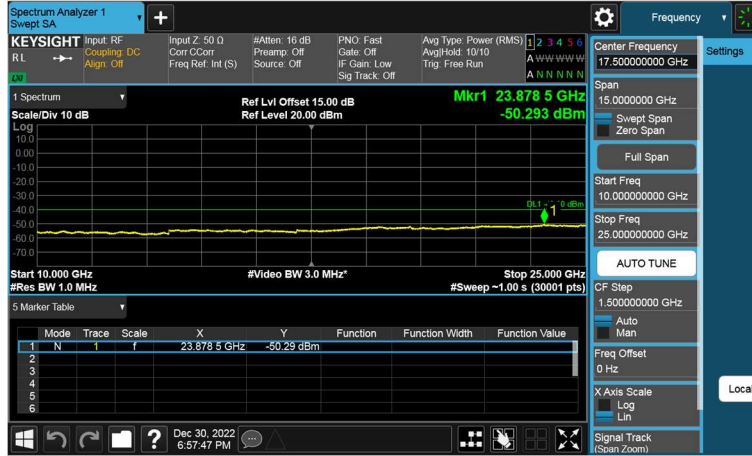 Spectrum Analyzer 1
Swept SA
Frequency
KEYSIGHT
RL
LXI
Input: RF
Coupling: DC
Align: Off
Input Z: 50 Ω
Corr CCorr
Freq Ref: Int (S)
#Atten: 16 dB
Preamp: Off
Source: Off
PNO: Fast
Gate: Off
IF Gain: Low
Sig Track: Off
Avg Type: Power (RMS)
Avg|Hold: 10/10
Trig: Free Run
1 2 3 4 5 6
A W W W W W
A N N N N N
Center Frequency
17.500000000 GHz
Settings
Span
15.0000000 GHz
Swept Span
Zero Span
Full Span
Start Freq
10.000000000 GHz
Stop Freq
25.000000000 GHz
AUTO TUNE
CF Step
1.500000000 GHz
Auto
Man
Freq Offset
0 Hz
X Axis Scale
Log
Lin
Local
Signal Track
(Span Zoom)
1 Spectrum
Scale/Div 10 dB
Ref Lvl Offset 15.00 dB
Ref Level 20.00 dBm
Mkr1 23.878 5 GHz
-50.293 dBm
Log
10.0
0.00
-10.0
-20.0
-30.0
-40.0
-50.0
-60.0
-70.0
DL1
0 dBm
1
Start 10.000 GHz
#Res BW 1.0 MHz
#Video BW 3.0 MHz*
Stop 25.000 GHz
#Sweep ~1.00 s (30001 pts)
5 Marker Table
Mode Trace Scale X Y Function Function Width Function Value
1 N 1 f 23.878 5 GHz -50.29 dBm
2
3
4
5
6
?
Dec 30, 2022
6:57:47 PM